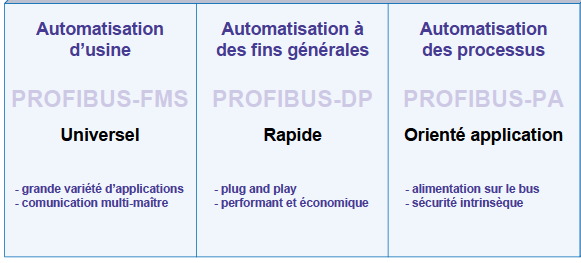 Automatisation
d'usine
PROFIBUS-FMS
Universel
- grande variété d'applications
- comunication multi-maître
Automatisation à
des fins générales
PROFIBUS-DP
Rapide
- plug and play
- performant et économique
Automatisation
des processus
PROFIBUS-PA
Orienté application
- alimentation sur le bus
- sécurité intrinsèque